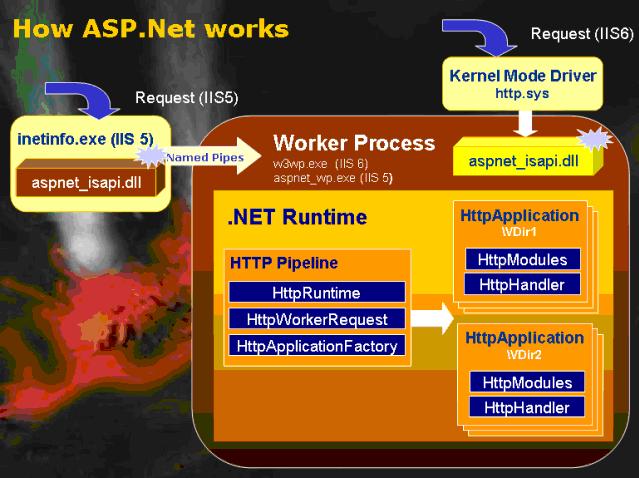 How ASP.Net works
Request (IIS6)
Kernel Mode Driver
http.sys
Request (IIS5)
inetinfo.exe (IIS 5)
aspnet_isapi.dll
Named Pipes
Worker Process
w3wp.exe (IIS 6)
aspnet_wp.exe (IIS 5)
aspnet_isapi.dll
.NET Runtime
HTTP Pipeline
HttpRuntime
HttpWorkerRequest
HttpApplicationFactory
HttpApplication
\VDir1
HttpModules
HttpHandler
HttpApplication
\VDir2
HttpModules
HttpHandler